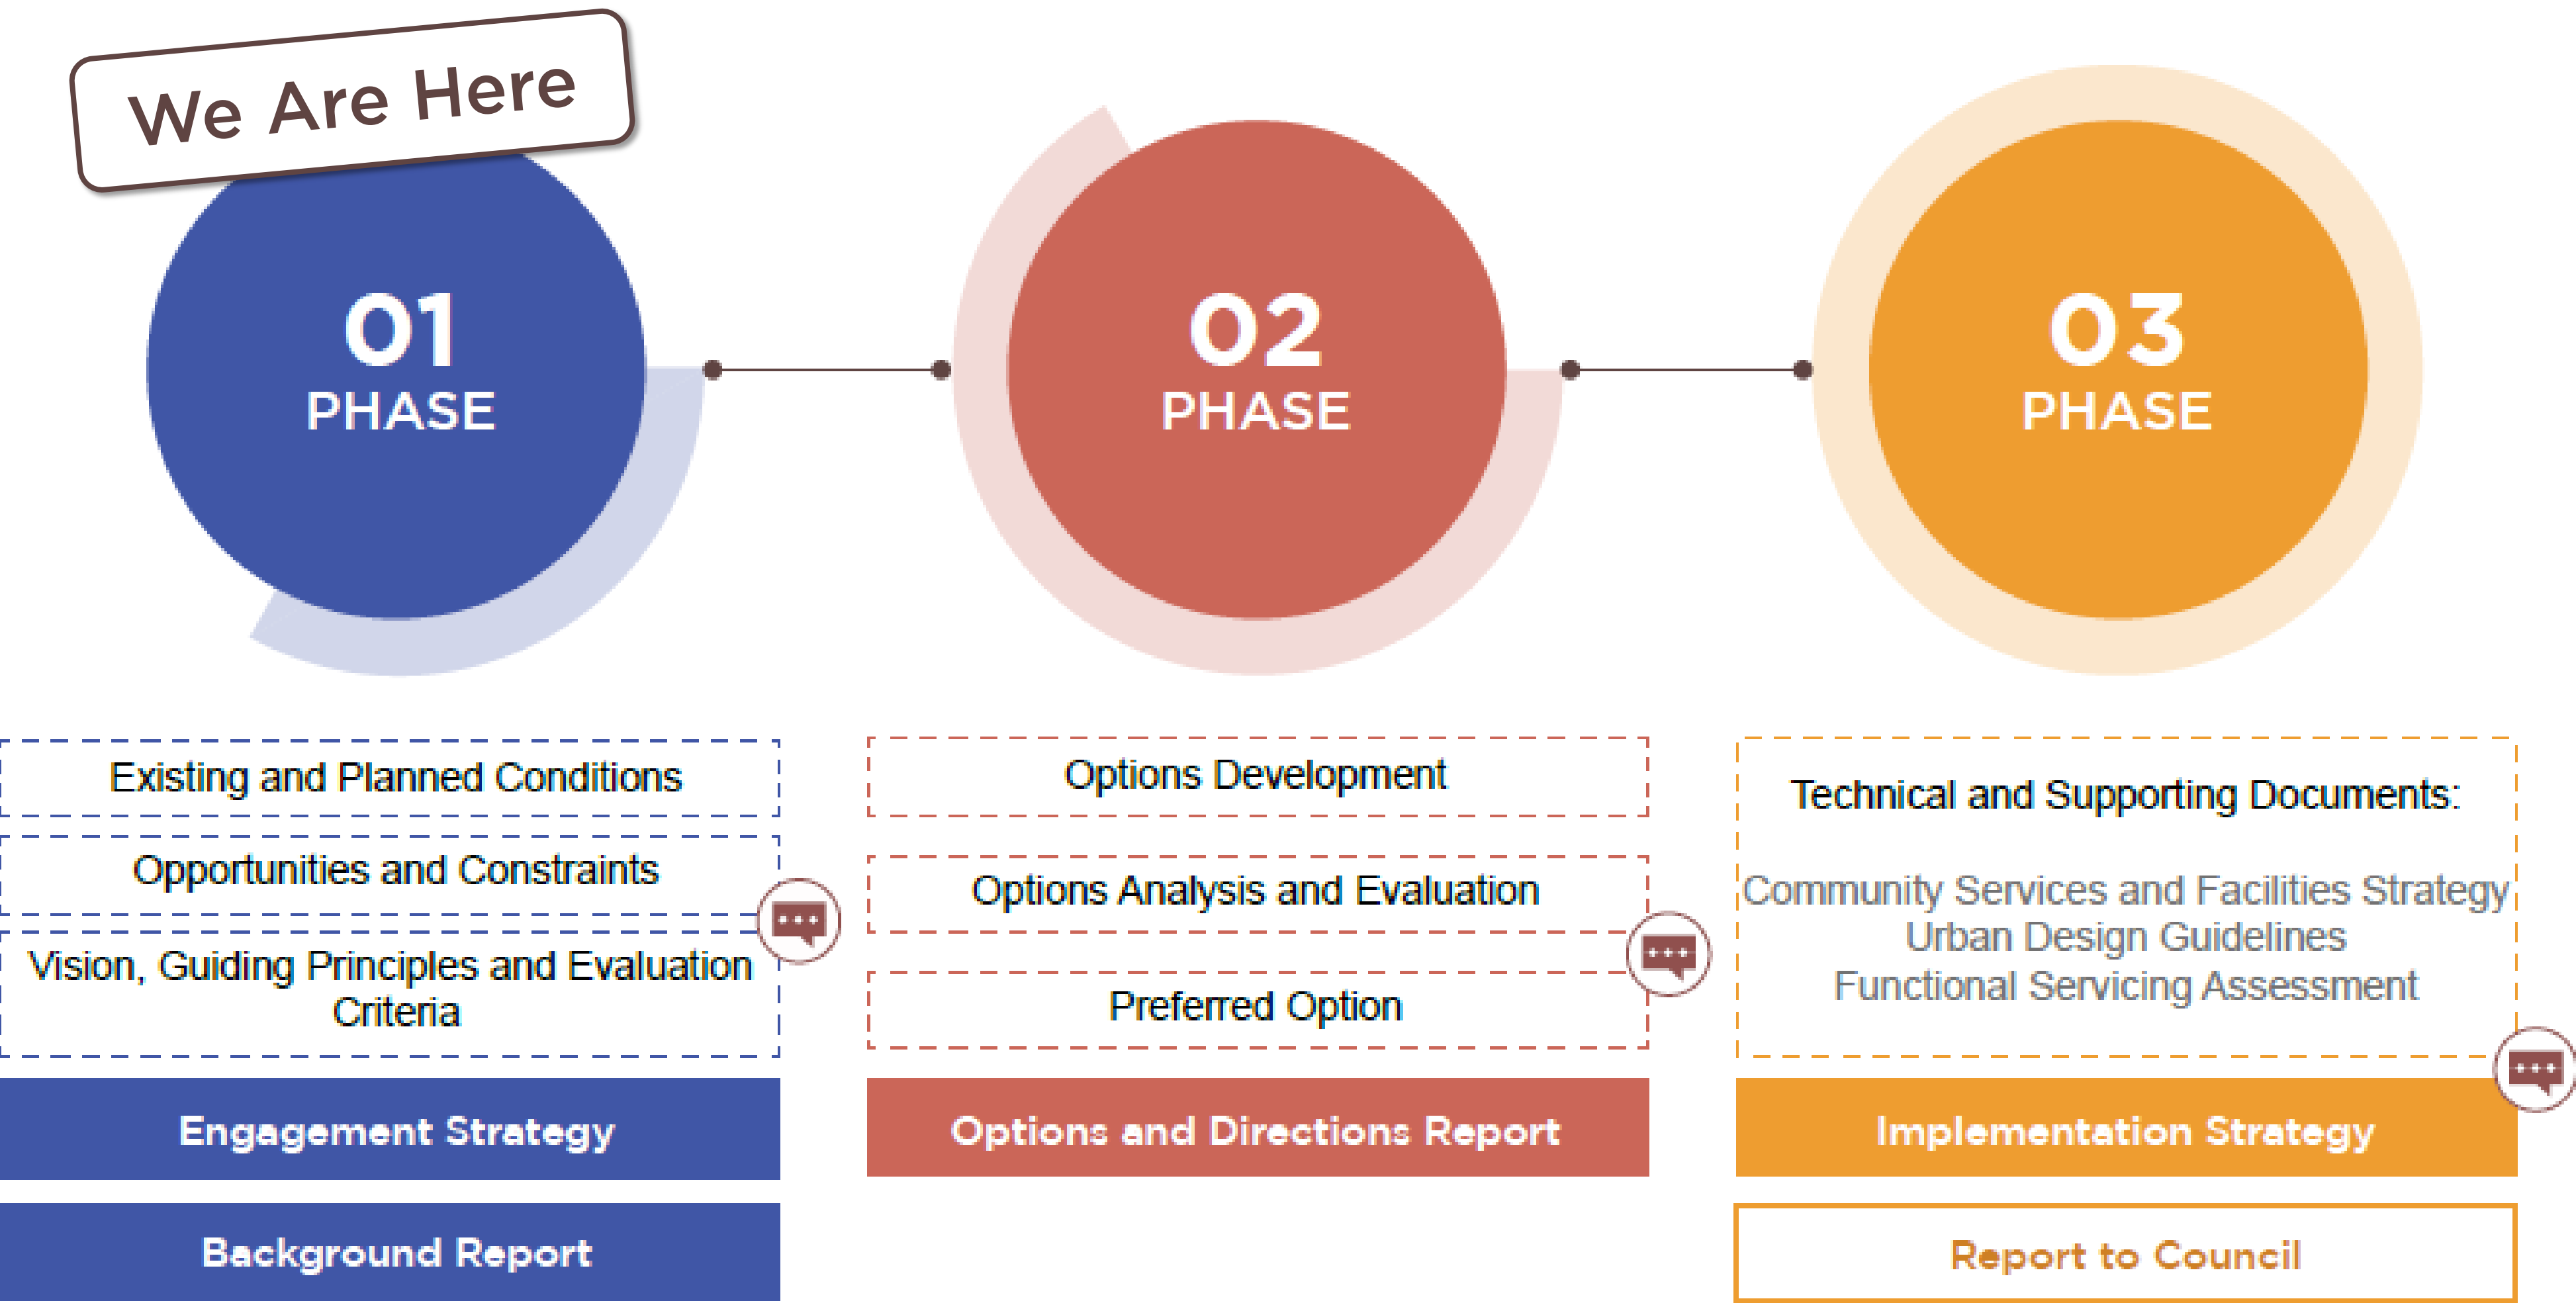 We Are Here
01
PHASE
02
PHASE
03
PHASE
Existing and Planned Conditions
Opportunities and Constraints
Vision, Guiding Principles and Evaluation
Criteria
Engagement Strategy
Background Report
Options Development
Options Analysis and Evaluation
Preferred Option
Options and Directions Report
Technical and Supporting Documents:
Community Services and Facilities Strategy
Urban Design Guidelines
Functional Servicing Assessment
Implementation Strategy
Report to Council